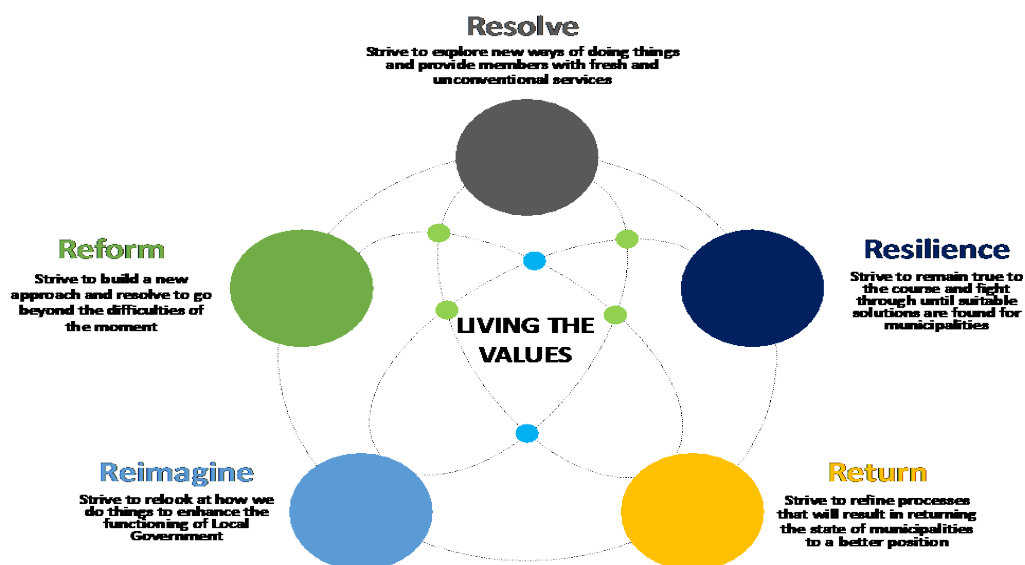 Resolve
Strive to explore new ways of doing things
and provide members with fresh and
unconventional services
Reform
Strive to build a new
approach and resolve to go
beyond the difficulties of
the moment
Resilience
Strive to remain true to
the course and fight
through until suitable
solutions are found for
municipalities
LIVING THE
VALUES
Reimagine
Strive to relook at how we
do things to enhance the
functioning of Local
Government
Return
Strive to refine processes
that will result in returning
the state of municipalities
to a better position